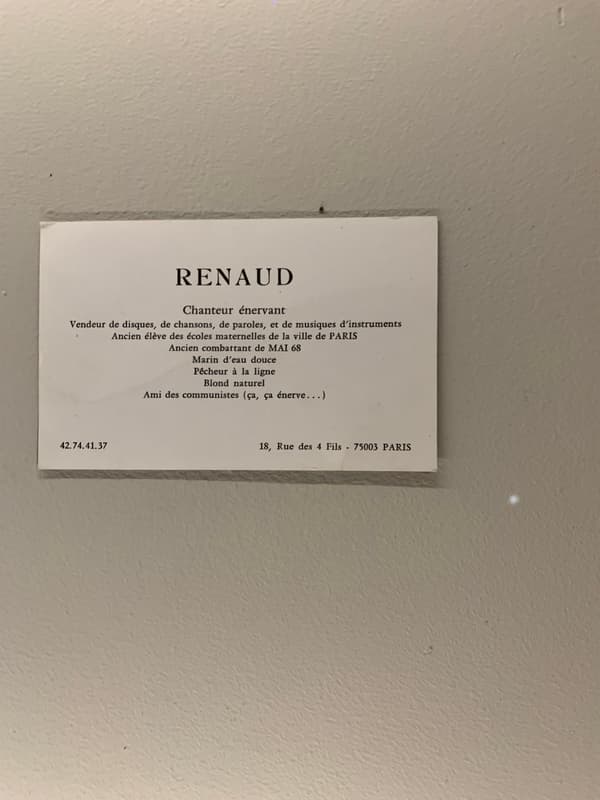 RENAUD
Chanteur énervant
Vendeur de disques, de chansons, de paroles, et de musiques d'instruments
Ancien élève des écoles maternelles de la ville de PARIS
Ancien combattant de MAI 68
Marin d'eau douce
Pêcheur à la ligne
Blond naturel
Ami des communistes (ça, ça énerve...)
42.74.41.37
18, Rue des 4 Fils - 75003 PARIS